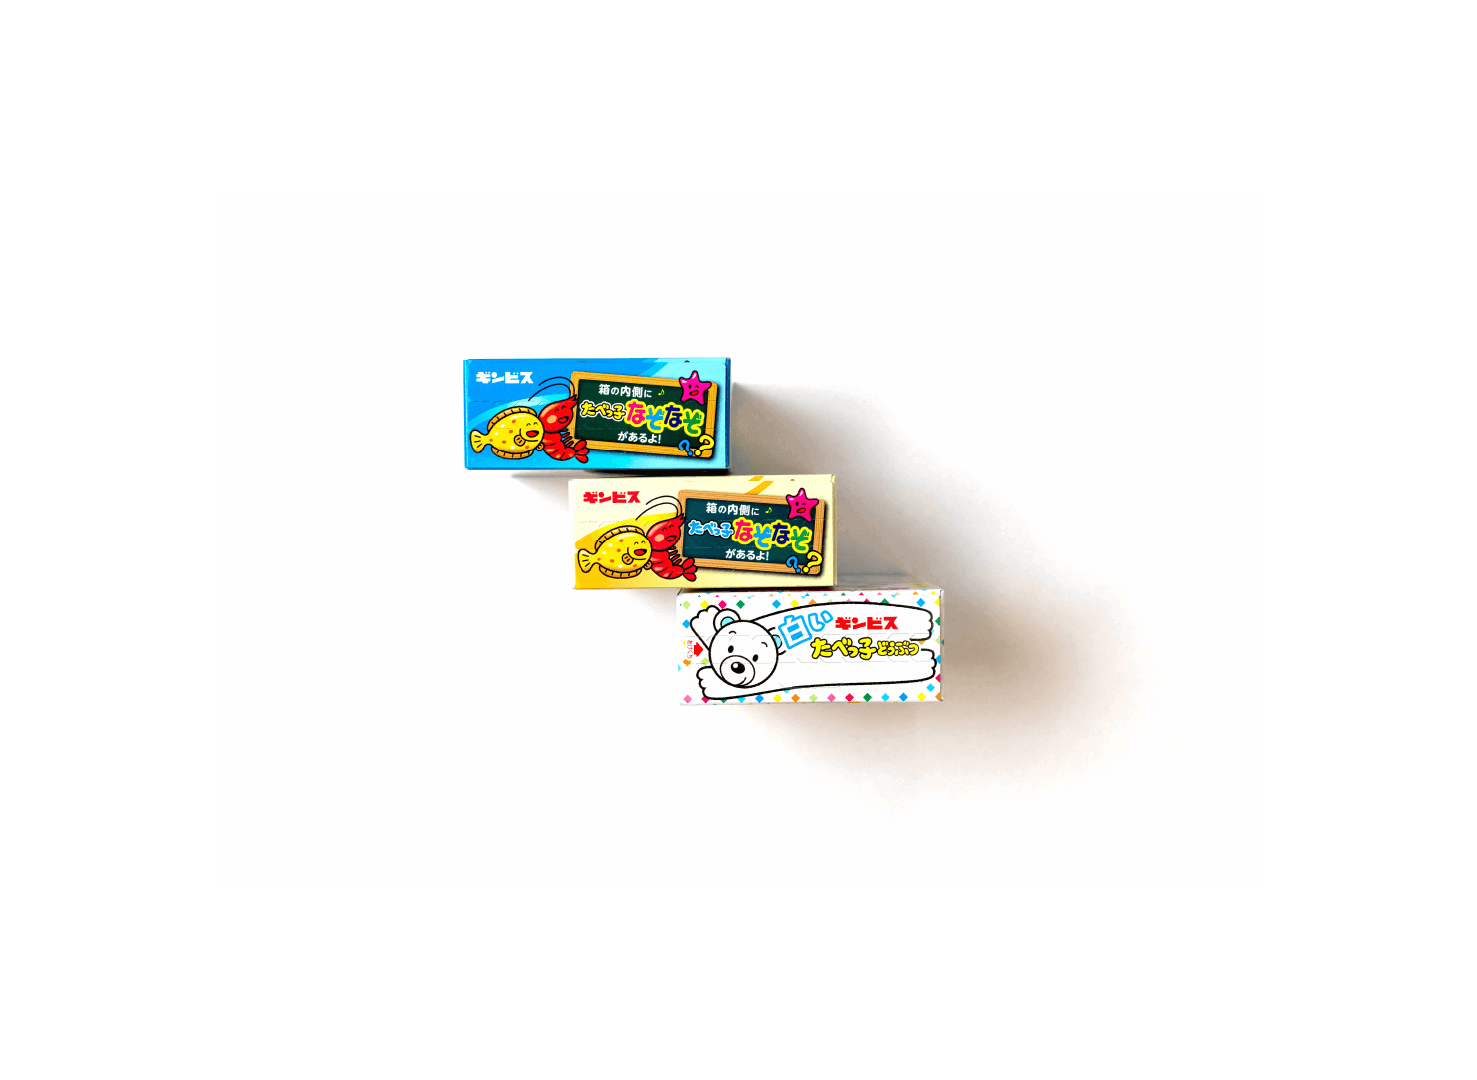 ギンビス
箱の内側に♪
たべっ子なぞなぞ
があるよ!
??
ギンビス
箱の内側に♪
たべっ子なぞなぞ
があるよ!
??
白いギンビス
たべっ子どうぶつ